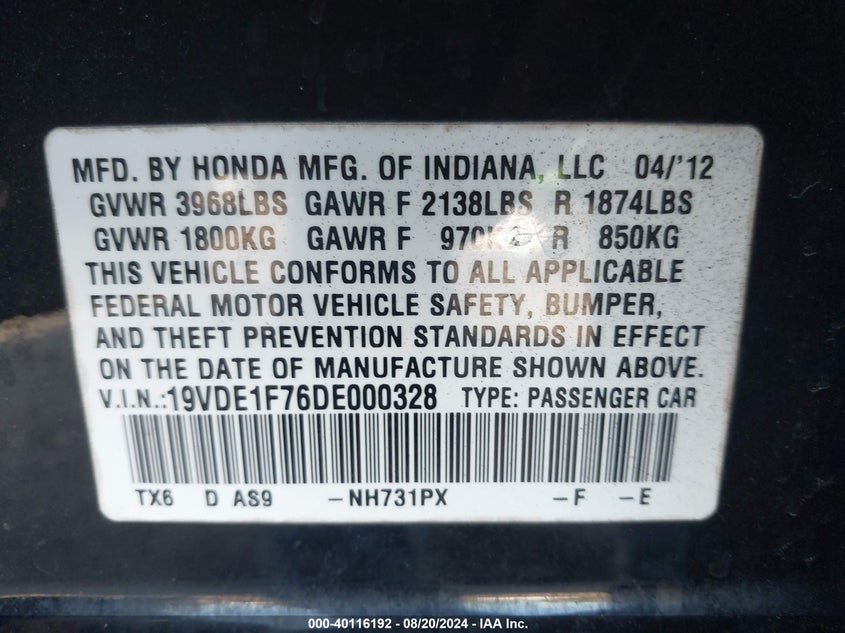 MFD. BY HONDA MFG. OF INDIANA, LLC 04/'12
GVWR 3968LBS GAWR F 2138LBS R 1874LBS
GVWR 1800KG GAWR F 970KG R 850KG
THIS VEHICLE CONFORMS TO ALL APPLICABLE
FEDERAL MOTOR VEHICLE SAFETY, BUMPER,
AND THEFT PREVENTION STANDARDS IN EFFECT
ON THE DATE OF MANUFACTURE SHOWN ABOVE.
V.I.N.:19VDE1F76DE000328 TYPE: PASSENGER CAR
TX6 D AS9 -NH731PX -F -E
000-40116192 - 08/20/2024 - IAA Inc.